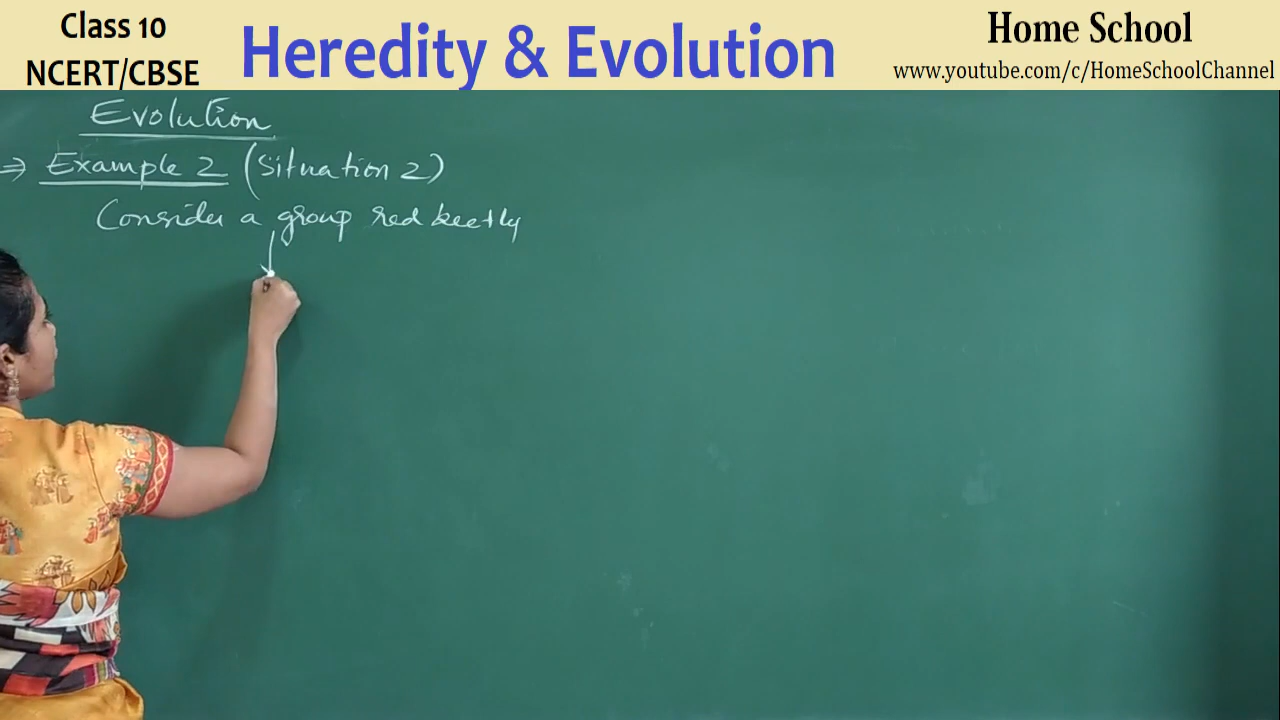 Class 10
NCERT/CBSE
Heredity & Evolution
Home School
www.youtube.com/c/HomeSchoolChannel
Evolution
⇒ Example 2 (Situation 2)
Consider a group red beetly